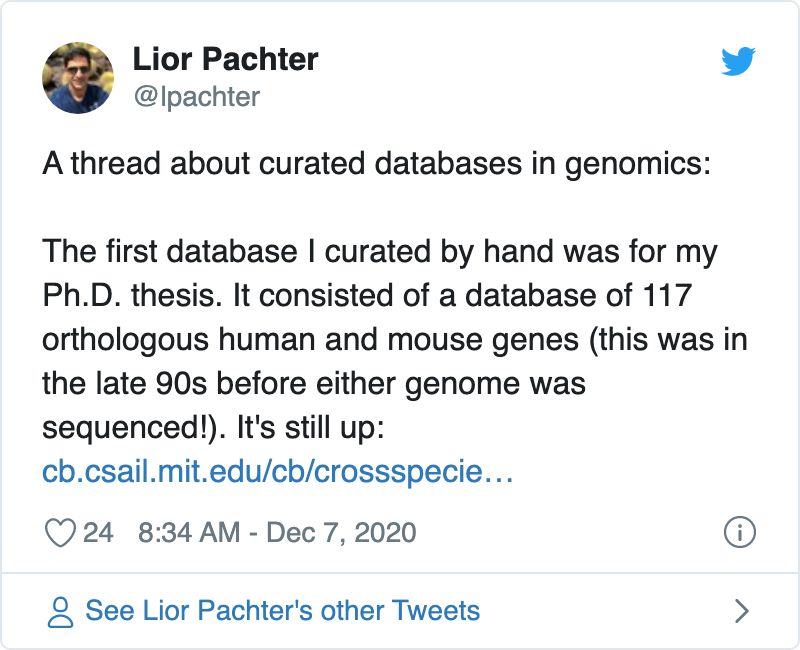 Lior Pachter
@lpachter
A thread about curated databases in genomics:
The first database I curated by hand was for my
Ph.D. thesis. It consisted of a database of 117
orthologous human and mouse genes (this was in
the late 90s before either genome was
sequenced!). It's still up:
cb.csail.mit.edu/cb/crossspecie…
24 8:34 AM - Dec 7, 2020
See Lior Pachter's other Tweets